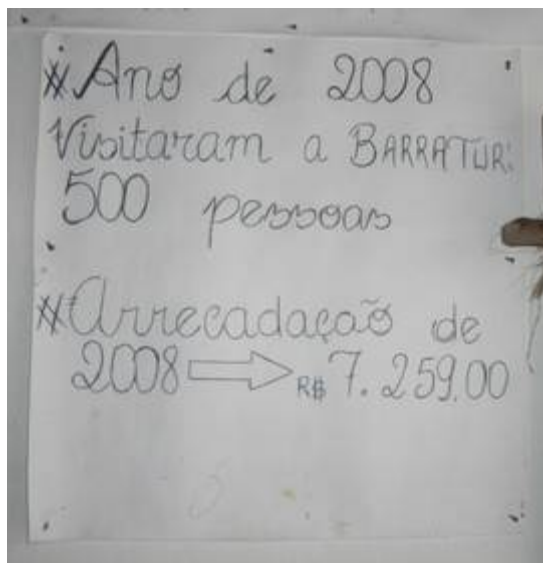 # Ano de 2008
Visitaram a BARRATUR:
500 pessoas
# Arrecadação de
2008 ⇨ R$ 7.259.00